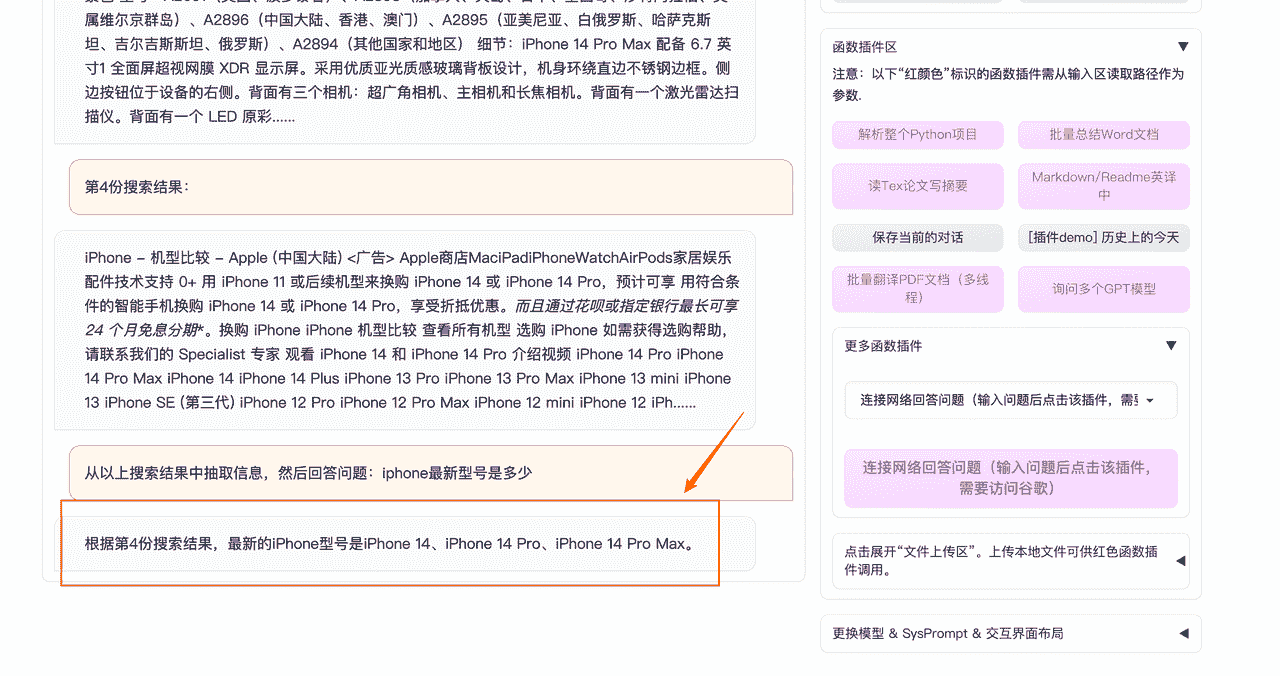 属维尔京群岛）、A2896（中国大陆、香港、澳门）、A2895（亚美尼亚、白俄罗斯、哈萨克斯
坦、吉尔吉斯斯坦、俄罗斯）、A2894（其他国家和地区） 细节：iPhone 14 Pro Max 配备 6.7 英
寸1 全面屏超视网膜 XDR 显示屏。采用优质亚光质感玻璃背板设计，机身环绕直边不锈钢边框。侧
边按钮位于设备的右侧。背面有三个相机：超广角相机、主相机和长焦相机。背面有一个激光雷达扫
描仪。背面有一个 LED 原彩......
第4份搜索结果：
iPhone - 机型比较 - Apple (中国大陆) <广告> Apple商店MaciPadiPhoneWatchAirPods家居娱乐
配件技术支持 0+ 用 iPhone 11 或后续机型来换购 iPhone 14 或 iPhone 14 Pro，预计可享 用符合条
件的智能手机换购 iPhone 14 或 iPhone 14 Pro，享受折抵优惠。而且通过花呗或指定银行最长可享
24 个月免息分期*。换购 iPhone iPhone 机型比较 查看所有机型 选购 iPhone 如需获得选购帮助，
请联系我们的 Specialist 专家 观看 iPhone 14 和 iPhone 14 Pro 介绍视频 iPhone 14 Pro iPhone
14 Pro Max iPhone 14 iPhone 14 Plus iPhone 13 Pro iPhone 13 Pro Max iPhone 13 mini iPhone
13 iPhone SE (第三代) iPhone 12 Pro iPhone 12 Pro Max iPhone 12 mini iPhone 12 iPh......
从以上搜索结果中抽取信息，然后回答问题：iphone最新型号是多少
根据第4份搜索结果，最新的iPhone型号是iPhone 14、iPhone 14 Pro、iPhone 14 Pro Max。
函数插件区
注意：以下“红颜色”标识的函数插件需从输入区读取路径作为
参数.
解析整个Python项目
批量总结Word文档
读Tex论文写摘要
Markdown/Readme英译
中
保存当前的对话
[插件demo] 历史上的今天
批量翻译PDF文档（多线
程）
询问多个GPT模型
更多函数插件
连接网络回答问题（输入问题后点击该插件，需要
连接网络回答问题（输入问题后点击该插件，
需要访问谷歌）
点击展开“文件上传区”。上传本地文件可供红色函数插
件调用。
更换模型 & SysPrompt & 交互界面布局